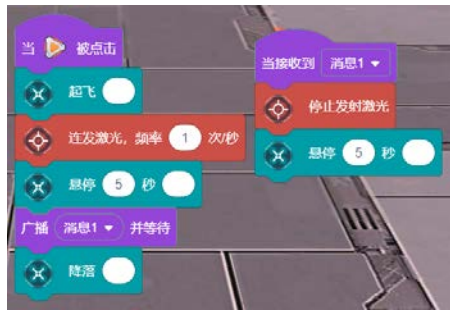 当 被点击
起飞
连发激光，频率 1 次/秒
悬停 5 秒
广播 消息1 并等待
降落
当接收到 消息1
停止发射激光
悬停 5 秒